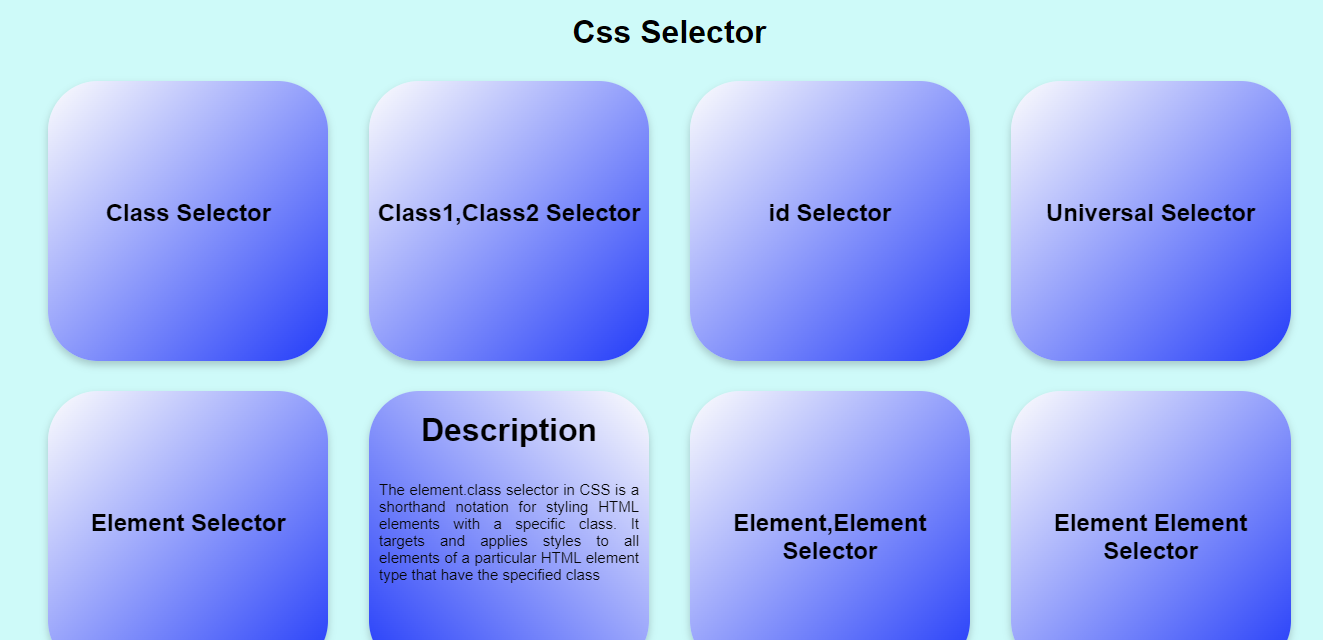 Css Selector
Class Selector
Class1,Class2 Selector
id Selector
Universal Selector
Element Selector
Description
The element.class selector in CSS is a
shorthand notation for styling HTML
elements with a specific class. It
targets and applies styles to all
elements of a particular HTML element
type that have the specified class
Element,Element
Selector
Element Element
Selector